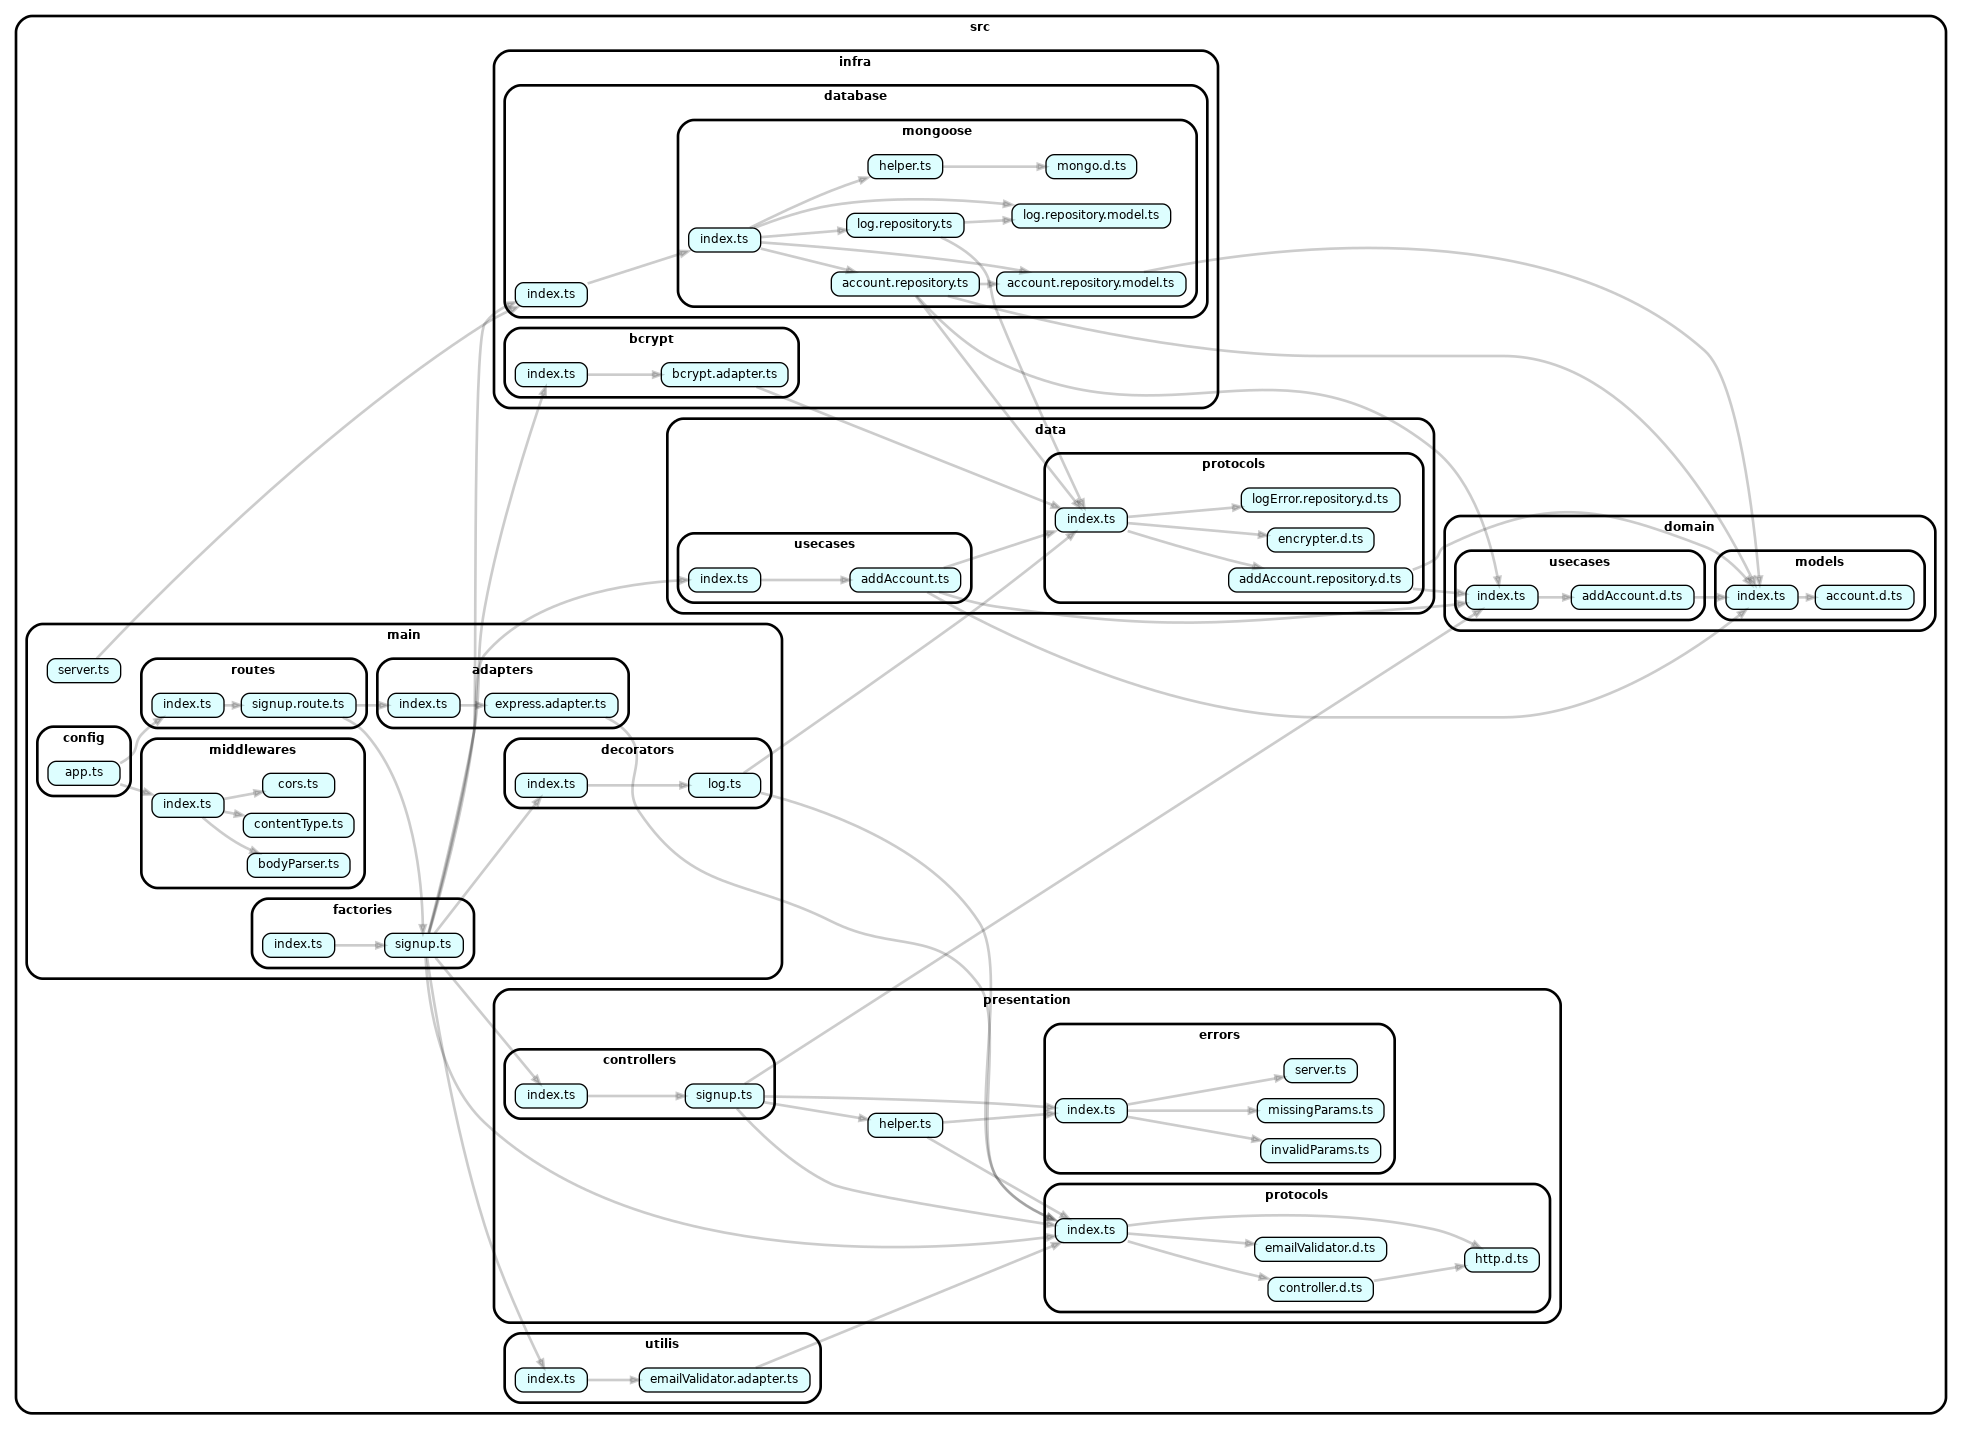 src
infra
database
mongoose
helper.ts
mongo.d.ts
log.repository.model.ts
log.repository.ts
index.ts
account.repository.ts
account.repository.model.ts
index.ts
bcrypt
index.ts
bcrypt.adapter.ts
data
protocols
logError.repository.d.ts
index.ts
encrypter.d.ts
addAccount.repository.d.ts
usecases
index.ts
addAccount.ts
domain
usecases
index.ts
addAccount.d.ts
models
index.ts
account.d.ts
main
server.ts
routes
index.ts
signup.route.ts
adapters
index.ts
express.adapter.ts
config
app.ts
middlewares
index.ts
cors.ts
contentType.ts
bodyParser.ts
decorators
index.ts
log.ts
factories
index.ts
signup.ts
presentation
controllers
index.ts
signup.ts
helper.ts
errors
server.ts
index.ts
missingParams.ts
invalidParams.ts
protocols
index.ts
emailValidator.d.ts
http.d.ts
controller.d.ts
utilis
index.ts
emailValidator.adapter.ts